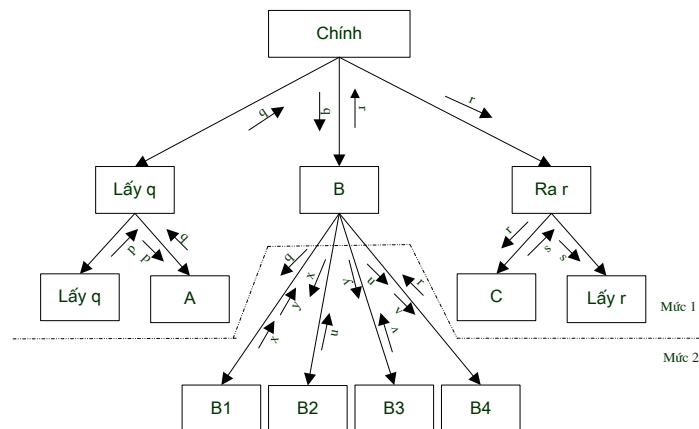 Chính
q
q
r
r
Lấy q
B
Ra r
p
p
q
r
s
s
Lấy q
A
C
Lấy r
q
x
y
u
r
y
x
v
u
v
Mức 1
Mức 2
B1
B2
B3
B4